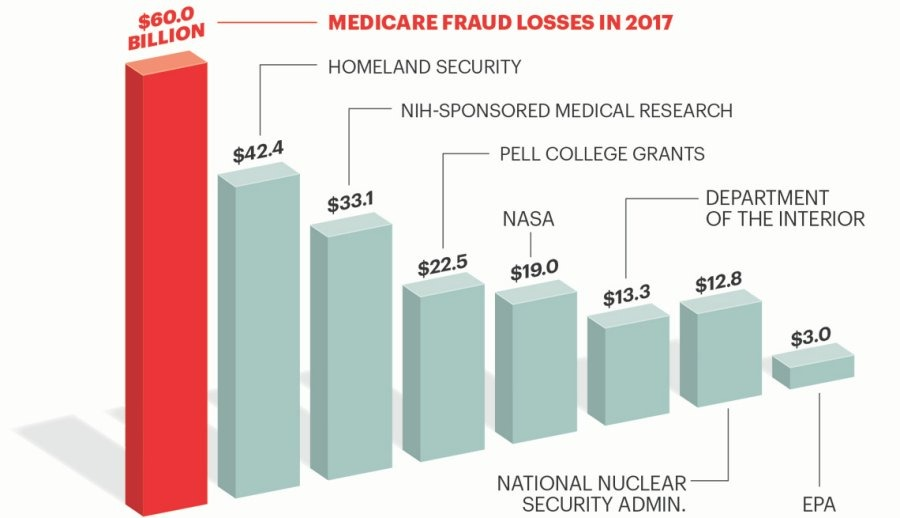 $60.0
BILLION
MEDICARE FRAUD LOSSES IN 2017
HOMELAND SECURITY
$42.4
NIH-SPONSORED MEDICAL RESEARCH
$33.1
PELL COLLEGE GRANTS
$22.5
NASA
$19.0
DEPARTMENT
OF THE INTERIOR
$13.3
$12.8
NATIONAL NUCLEAR
SECURITY ADMIN.
$3.0
EPA